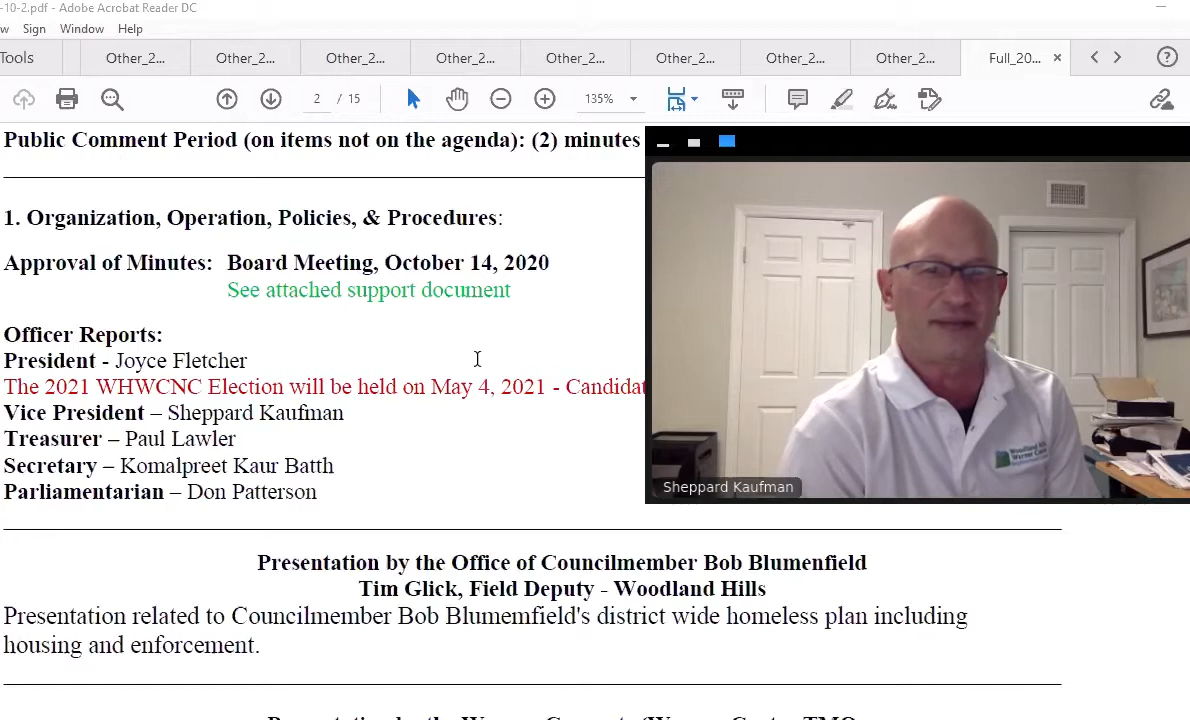 -10-2.pdf - Adobe Acrobat Reader DC
w Sign Window Help
Tools Other_2... Other_2... Other_2... Other_2... Other_2... Other_2... Other_2... Other_2... Full_20... ×
2 / 15 135%
Public Comment Period (on items not on the agenda): (2) minutes
1. Organization, Operation, Policies, & Procedures:
Approval of Minutes: Board Meeting, October 14, 2020
See attached support document
Officer Reports:
President - Joyce Fletcher
The 2021 WHWCNC Election will be held on May 4, 2021 - Candidat
Vice President – Sheppard Kaufman
Treasurer – Paul Lawler
Secretary – Komalpreet Kaur Batth
Parliamentarian – Don Patterson
Woodland Hills
Warner Center
Sheppard Kaufman
Presentation by the Office of Councilmember Bob Blumenfield
Tim Glick, Field Deputy - Woodland Hills
Presentation related to Councilmember Bob Blumemfield's district wide homeless plan including
housing and enforcement.